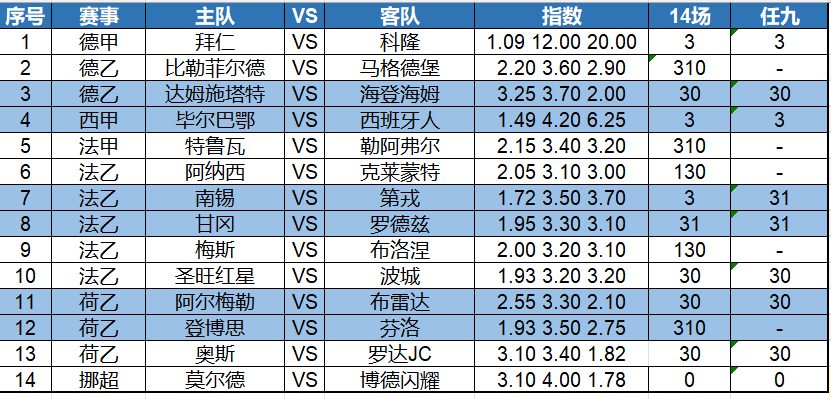 序号 赛事 主队 VS 客队 指数 14场 任九
1 德甲 拜仁 VS 科隆 1.09 12.00 20.00 3 3
2 德乙 比勒菲尔德 VS 马格德堡 2.20 3.60 2.90 310 -
3 德乙 达姆施塔特 VS 海登海姆 3.25 3.70 2.00 30 30
4 西甲 毕尔巴鄂 VS 西班牙人 1.49 4.20 6.25 3 3
5 法甲 特鲁瓦 VS 勒阿弗尔 2.15 3.40 3.20 310 -
6 法乙 阿纳西 VS 克莱蒙特 2.05 3.10 3.00 130 -
7 法乙 南锡 VS 第戎 1.72 3.50 3.70 3 31
8 法乙 甘冈 VS 罗德兹 1.95 3.30 3.10 31 31
9 法乙 梅斯 VS 布洛涅 2.00 3.20 3.10 130 -
10 法乙 圣旺红星 VS 波城 1.93 3.20 3.20 30 30
11 荷乙 阿尔梅勒 VS 布雷达 2.55 3.30 2.10 30 30
12 荷乙 登博思 VS 芬洛 1.93 3.50 2.75 310 -
13 荷乙 奥斯 VS 罗达JC 3.10 3.40 1.82 30 30
14 挪超 莫尔德 VS 博德闪耀 3.10 4.00 1.78 0 0